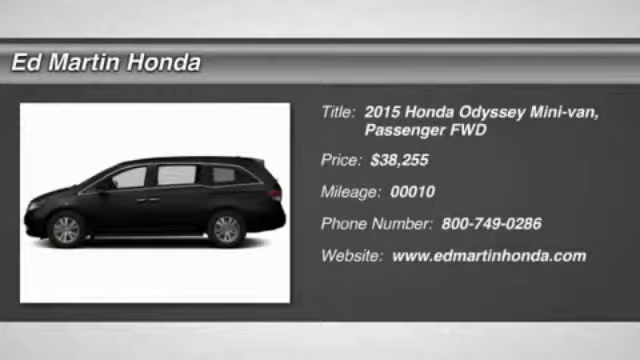 Ed Martin Honda
Title: 2015 Honda Odyssey Mini-van,
Passenger FWD
Price: $38,255
Mileage: 00010
Phone Number: 800-749-0286
Website: www.edmartinhonda.com